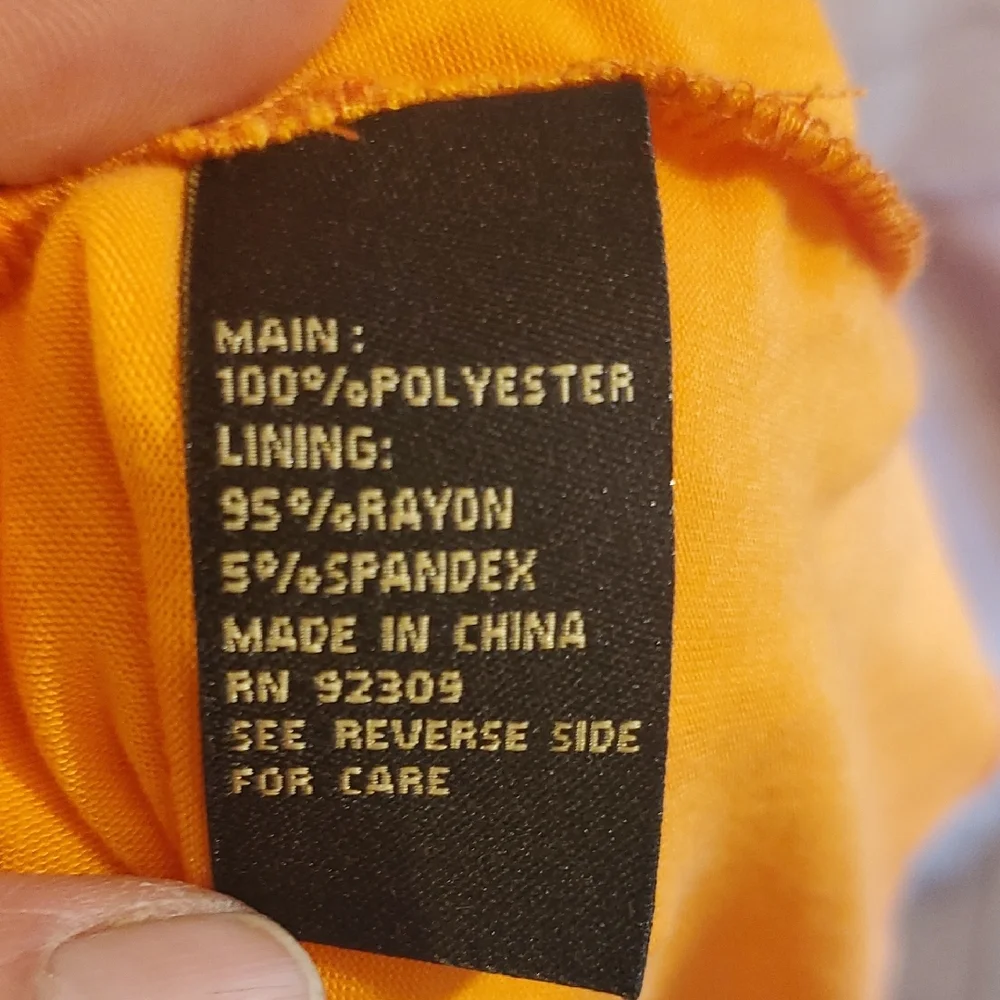 MAIN :
100%POLYESTER
LINING:
95%RAYON
5%SPANDEX
MADE IN CHINA
RN 92309
SEE REVERSE SIDE
FOR CARE